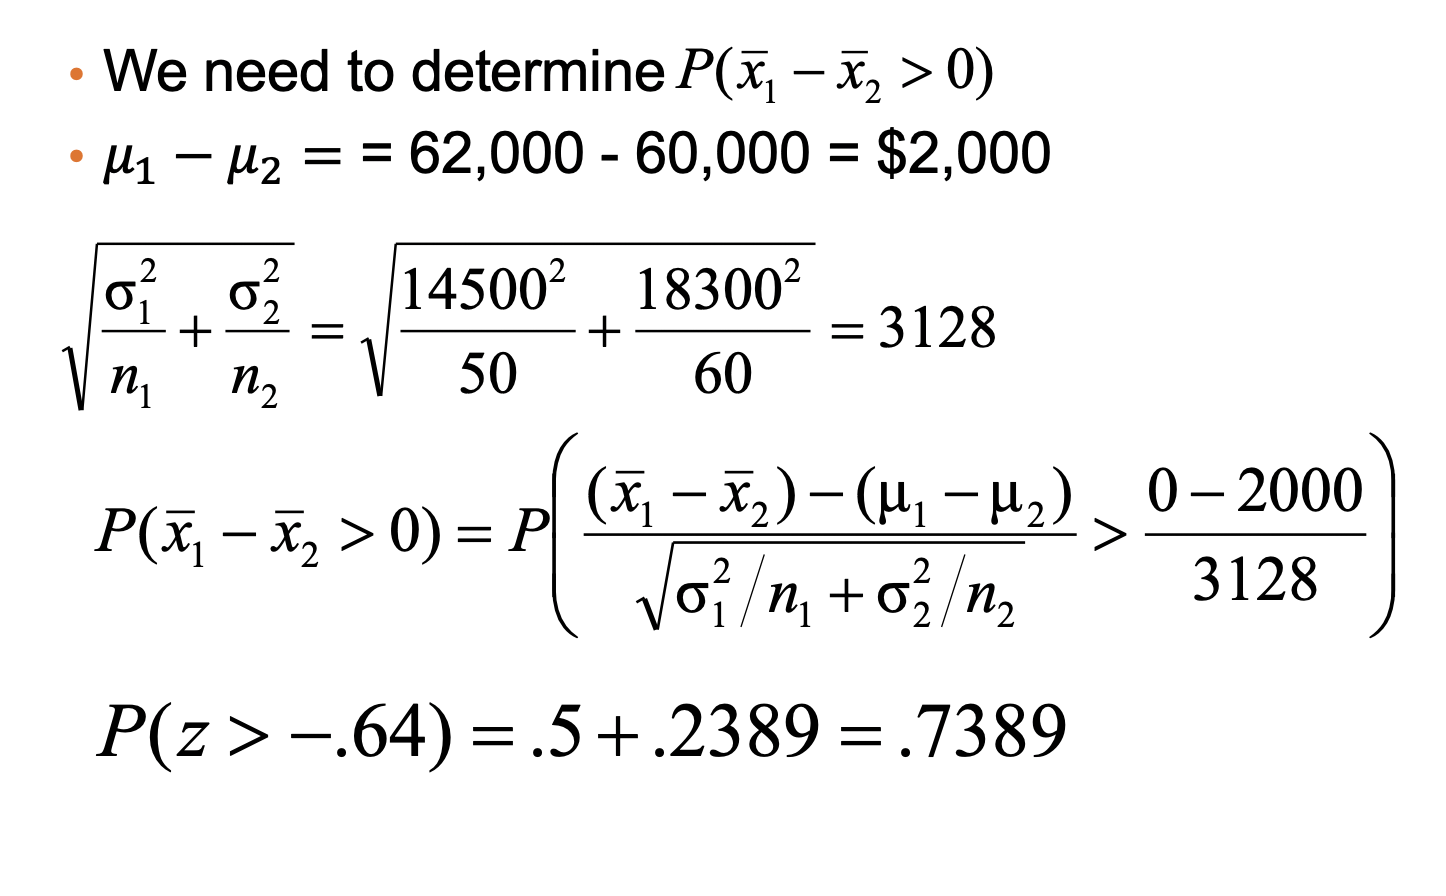 • We need to determine P(x̅₁ − x̅₂ > 0)
• μ₁ − μ₂ = = 62,000 - 60,000 = $2,000
√(σ₁²/n₁ + σ₂²/n₂) = √(14500²/50 + 18300²/60) = 3128
P(x̅₁ − x̅₂ > 0) = P( ((x̅₁ − x̅₂) − (μ₁ − μ₂)) / √(σ₁²/n₁ + σ₂²/n₂) > (0 − 2000)/3128 )
P(z > −.64) = .5 + .2389 = .7389